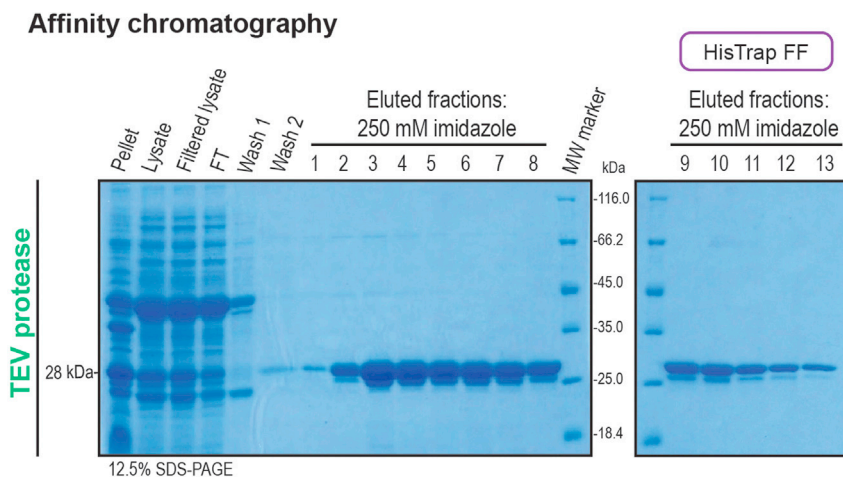 Affinity chromatography
HisTrap FF
Pellet
Lysate
Filtered lysate
FT
Wash 1
Wash 2
Eluted fractions:
250 mM imidazole
1 2 3 4 5 6 7 8
MW marker
kDa
Eluted fractions:
250 mM imidazole
9 10 11 12 13
TEV protease
28 kDa-
-116.0
-66.2
-45.0
-35.0
-25.0
-18.4
12.5% SDS-PAGE